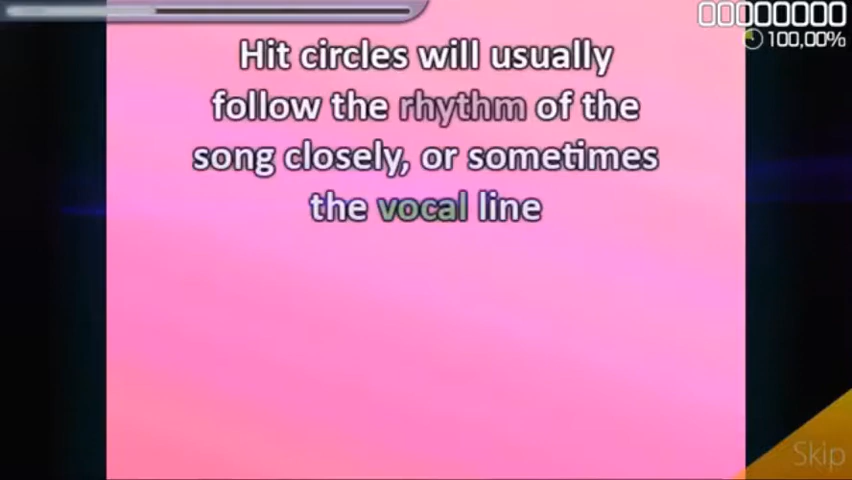 00000000
100,00%
Hit circles will usually
follow the rhythm of the
song closely, or sometimes
the vocal line
Skip